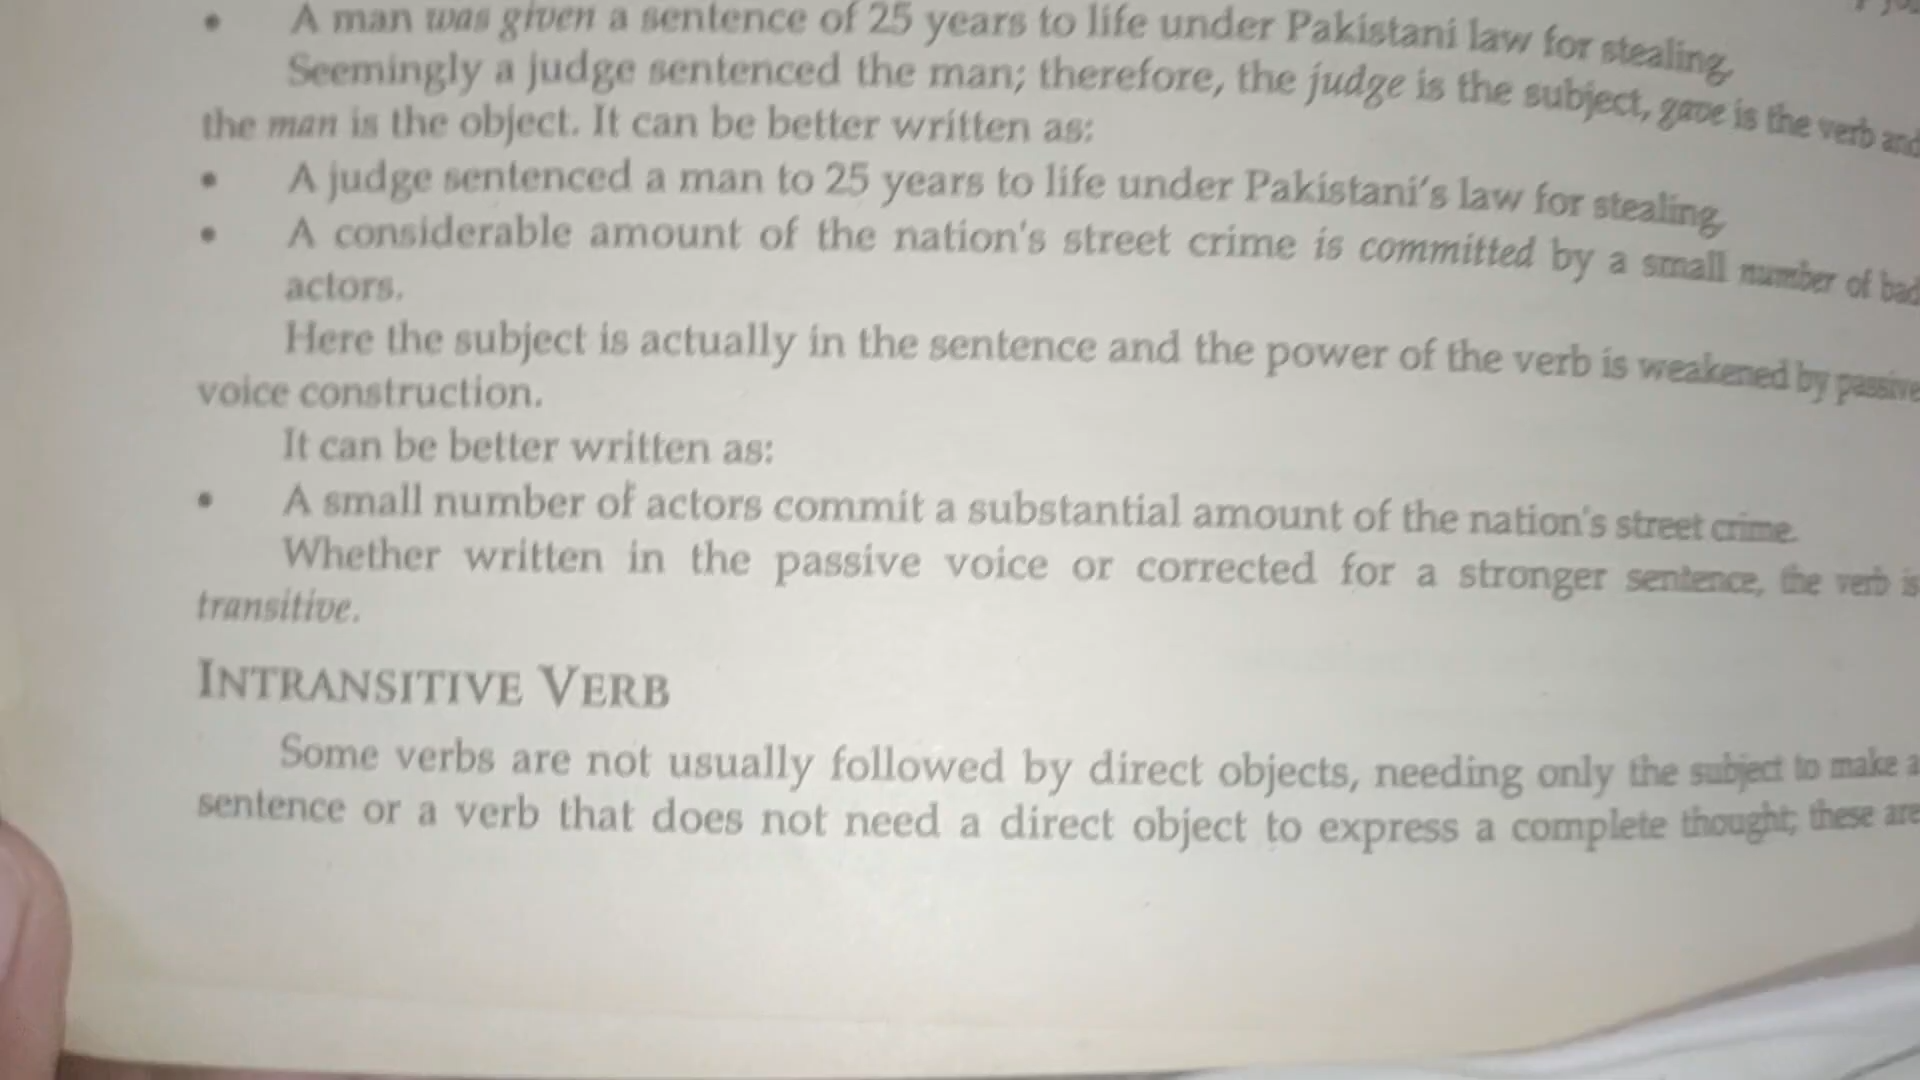 • A man was given a sentence of 25 years to life under Pakistani law for stealing.
Seemingly a judge sentenced the man; therefore, the judge is the subject, gave is the verb and
the man is the object. It can be better written as:
• A judge sentenced a man to 25 years to life under Pakistani's law for stealing.
• A considerable amount of the nation's street crime is committed by a small number of bad
actors.
Here the subject is actually in the sentence and the power of the verb is weakened by passive
voice construction.
It can be better written as:
• A small number of actors commit a substantial amount of the nation's street crime.
Whether written in the passive voice or corrected for a stronger sentence, the verb is
transitive.
INTRANSITIVE VERB
Some verbs are not usually followed by direct objects, needing only the subject to make a
sentence or a verb that does not need a direct object to express a complete thought; these are